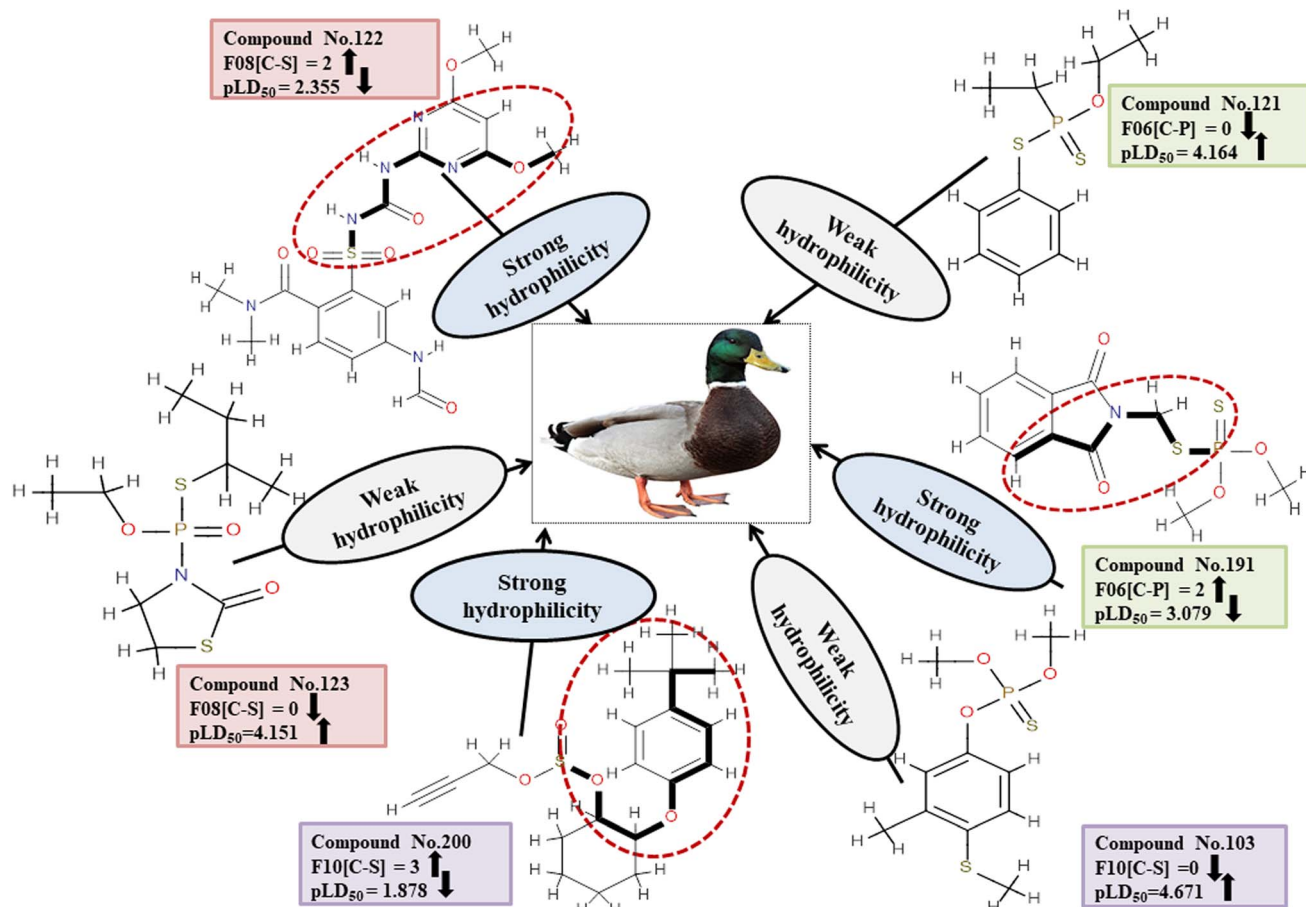 Compound No.122
F08[C-S] = 2
pLD50 = 2.355
Compound No.121
F06[C-P] = 0
pLD50 = 4.164
Strong
hydrophilicity
Weak
hydrophilicity
Weak
hydrophilicity
Strong
hydrophilicity
Strong
hydrophilicity
Weak
hydrophilicity
Compound No.191
F06[C-P] = 2
pLD50 = 3.079
Compound No.123
F08[C-S] = 0
pLD50=4.151
Compound No.200
F10[C-S] = 3
pLD50 = 1.878
Compound No.103
F10[C-S] =0
pLD50=4.671